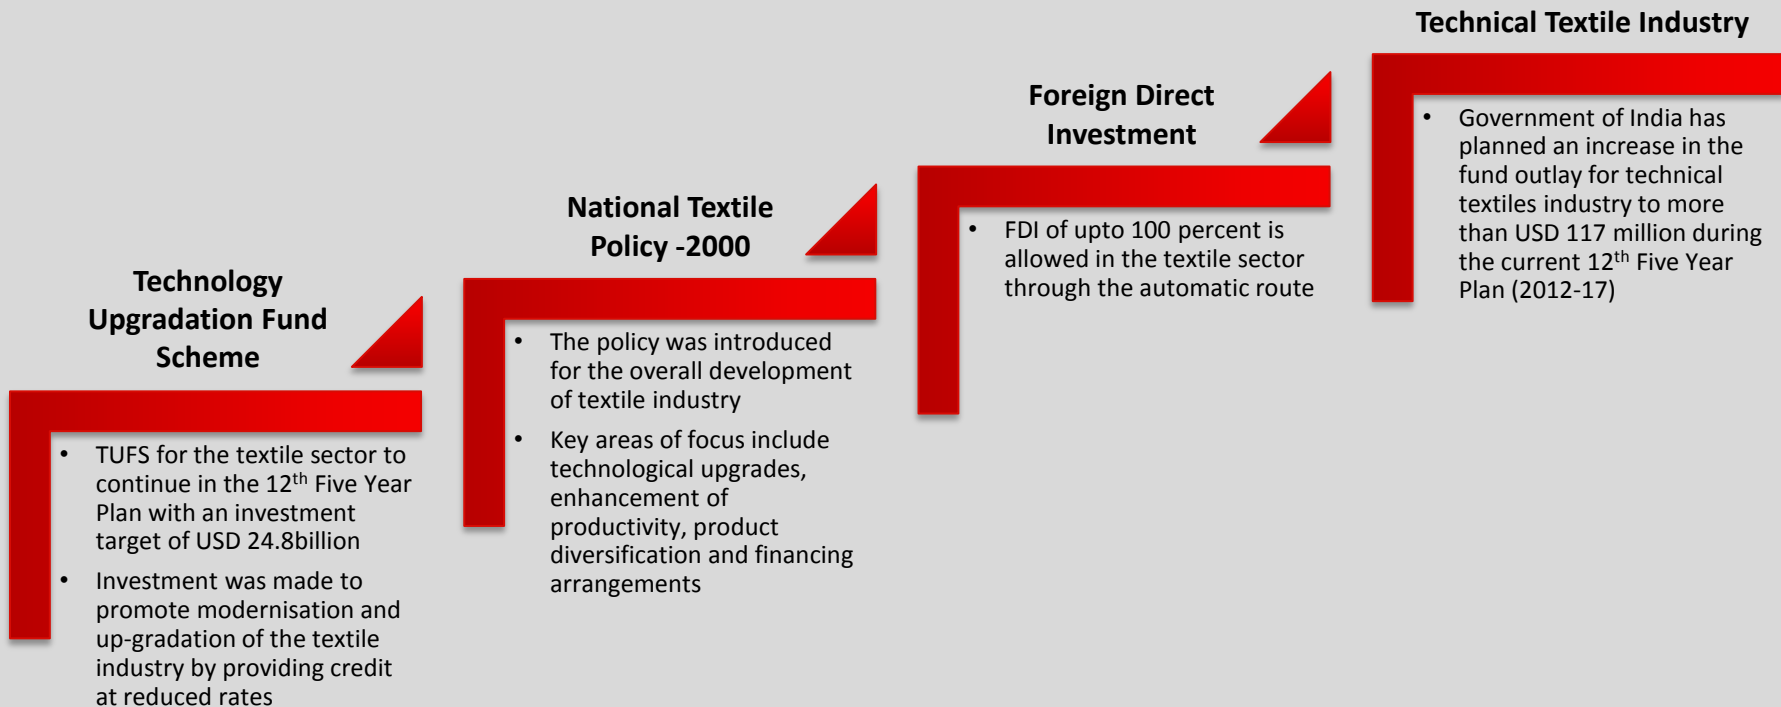 Technology
Upgradation Fund
Scheme
• TUFS for the textile sector to
continue in the 12th Five Year
Plan with an investment
target of USD 24.8billion
• Investment was made to
promote modernisation and
up-gradation of the textile
industry by providing credit
at reduced rates
National Textile
Policy -2000
• The policy was introduced
for the overall development
of textile industry
• Key areas of focus include
technological upgrades,
enhancement of
productivity, product
diversification and financing
arrangements
Foreign Direct
Investment
• FDI of upto 100 percent is
allowed in the textile sector
through the automatic route
Technical Textile Industry
• Government of India has
planned an increase in the
fund outlay for technical
textiles industry to more
than USD 117 million during
the current 12th Five Year
Plan (2012-17)